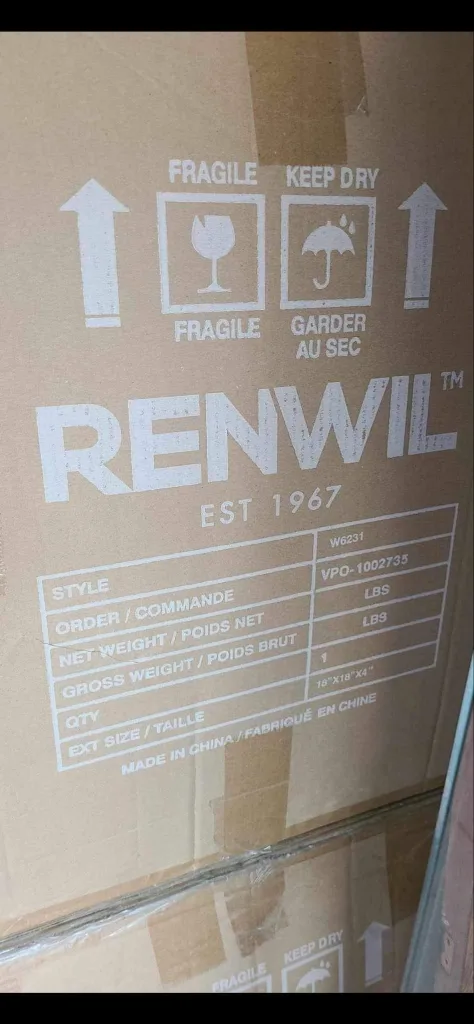 FRAGILE KEEP DRY
FRAGILE GARDER
AU SEC
RENWIL™
EST 1967
STYLE W6231
ORDER / COMMANDE VPO-1002735
NET WEIGHT / POIDS NET LBS
GROSS WEIGHT / POIDS BRUT LBS
QTY 1
EXT SIZE / TAILLE 18"X18"X4"
MADE IN CHINA / FABRIQUÉ EN CHINE
FRAGILE KEEP DRY